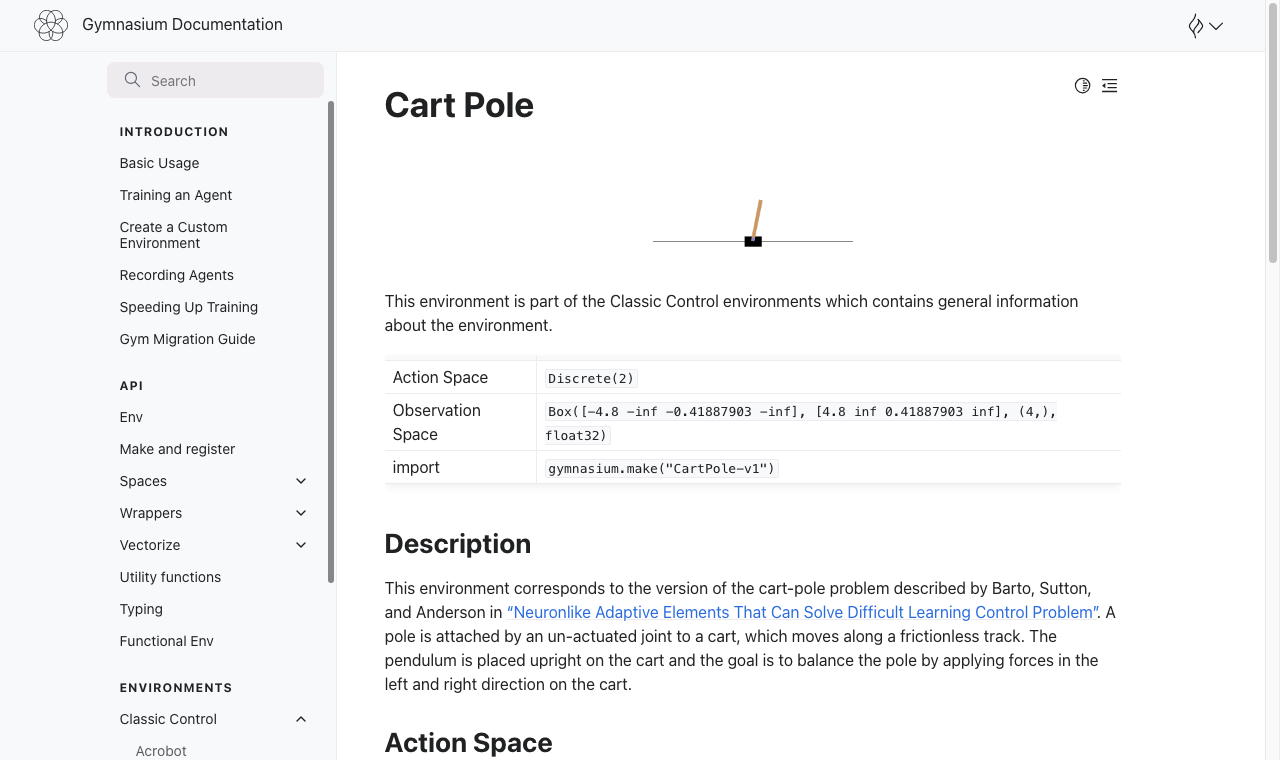 Gymnasium Documentation
Search
INTRODUCTION
Basic Usage
Training an Agent
Create a Custom
Environment
Recording Agents
Speeding Up Training
Gym Migration Guide
API
Env
Make and register
Spaces
Wrappers
Vectorize
Utility functions
Typing
Functional Env
ENVIRONMENTS
Classic Control
Acrobot
Cart Pole
This environment is part of the Classic Control environments which contains general information
about the environment.
Action Space
Discrete(2)
Observation
Space
Box([-4.8 -inf -0.41887903 -inf], [4.8 inf 0.41887903 inf], (4,),
float32)
import
gymnasium.make("CartPole-v1")
Description
This environment corresponds to the version of the cart-pole problem described by Barto, Sutton,
and Anderson in “Neuronlike Adaptive Elements That Can Solve Difficult Learning Control Problem”. A
pole is attached by an un-actuated joint to a cart, which moves along a frictionless track. The
pendulum is placed upright on the cart and the goal is to balance the pole by applying forces in the
left and right direction on the cart.
Action Space